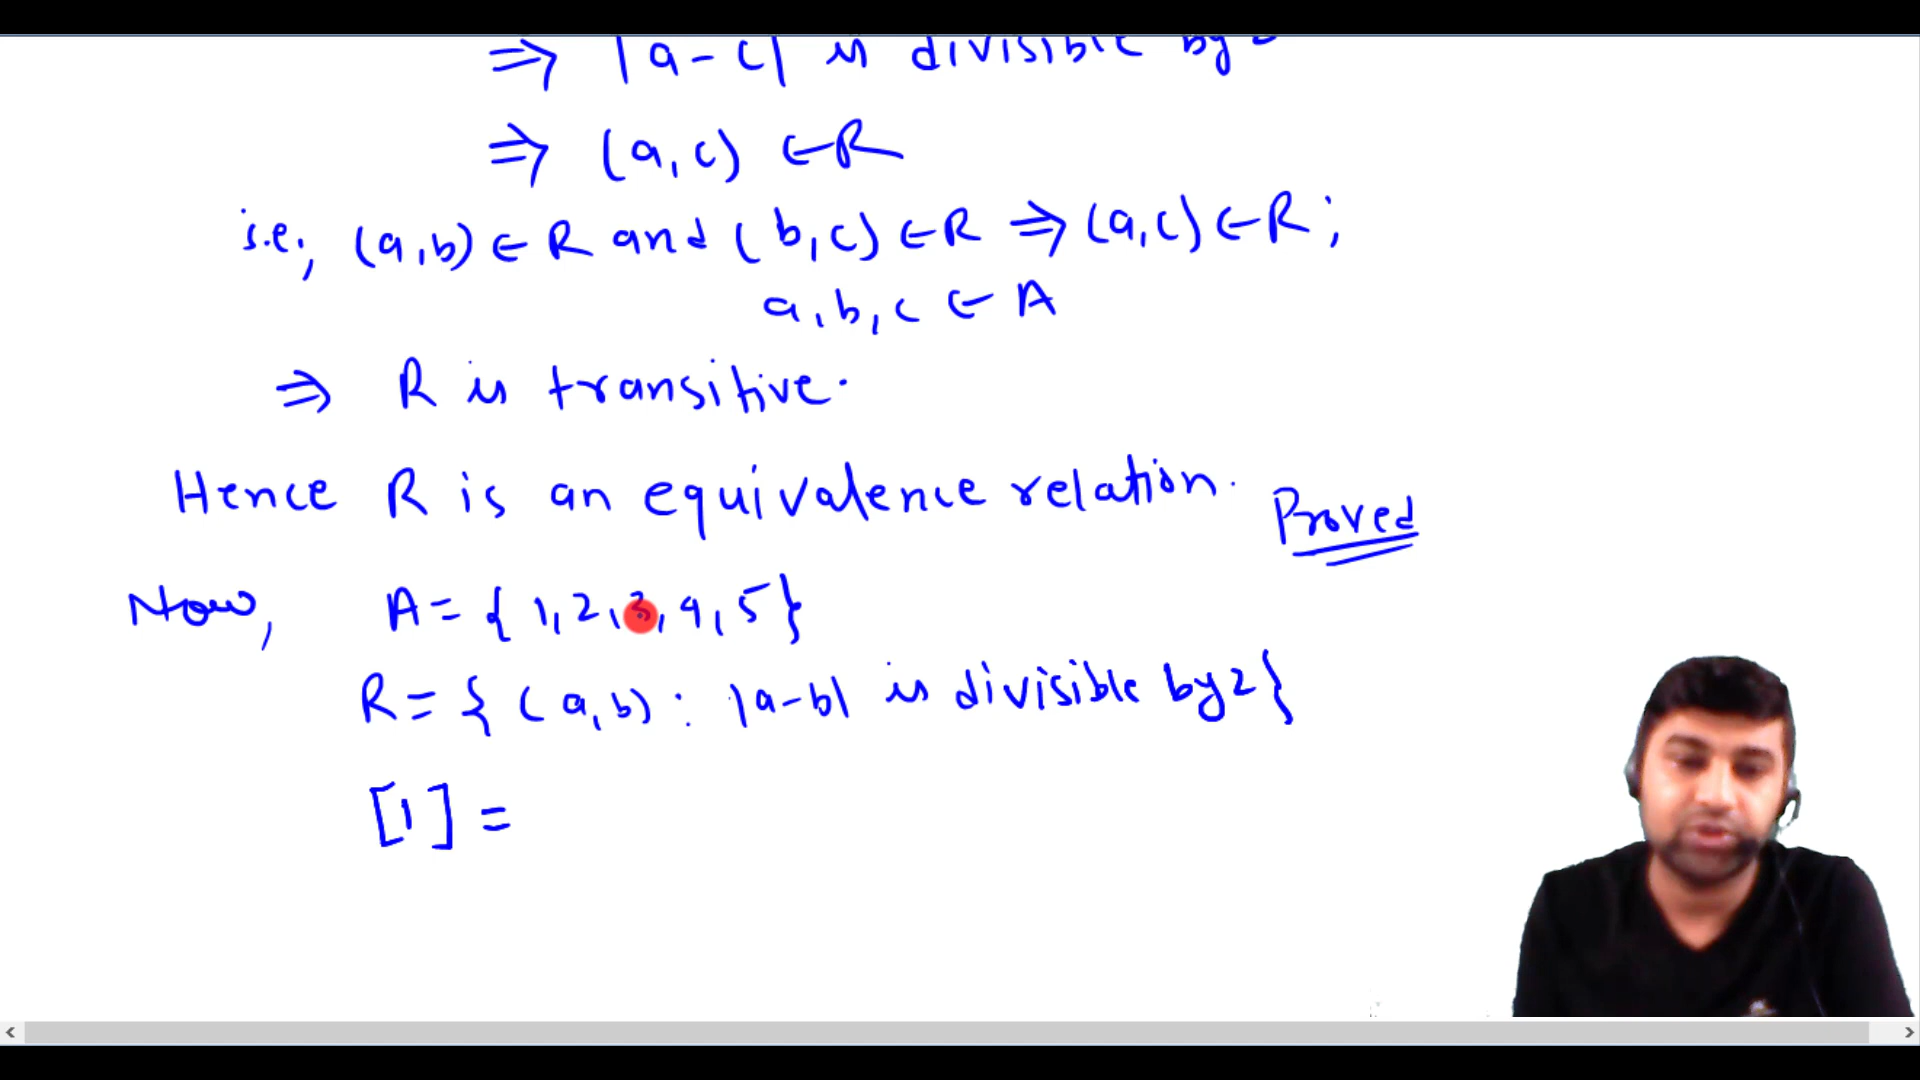 ⇒ |a-c| is divisible by
⇒ (a,c) ∈ R
i.e., (a,b) ∈ R and (b,c) ∈ R ⇒ (a,c) ∈ R ;
a, b, c ∈ A
⇒ R is transitive.
Hence R is an equivalence relation.
Proved
Now, A = { 1, 2, 3, 4, 5 }
R = { (a,b) : |a-b| is divisible by 2 }
[1] =